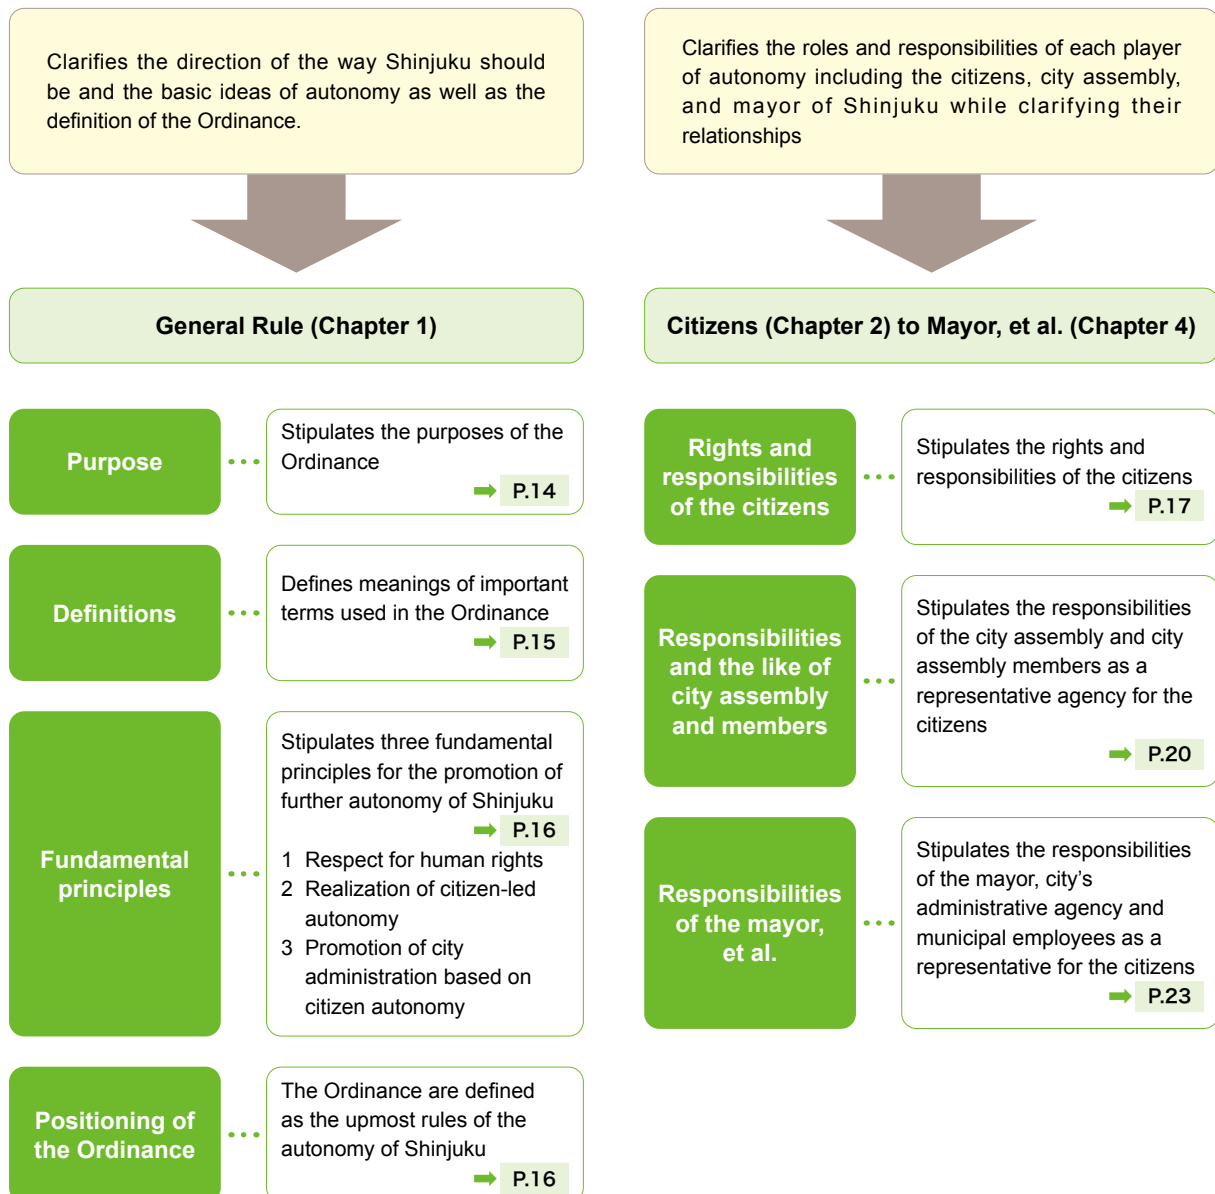 Clarifies the direction of the way Shinjuku should
be and the basic ideas of autonomy as well as the
definition of the Ordinance.
General Rule (Chapter 1)
Purpose
Stipulates the purposes of the
Ordinance
➡ P.14
Definitions
Defines meanings of important
terms used in the Ordinance
➡ P.15
Fundamental
principles
Stipulates three fundamental
principles for the promotion of
further autonomy of Shinjuku
➡ P.16
1 Respect for human rights
2 Realization of citizen-led
autonomy
3 Promotion of city
administration based on
citizen autonomy
Positioning of
the Ordinance
The Ordinance are defined
as the upmost rules of the
autonomy of Shinjuku
➡ P.16
Clarifies the roles and responsibilities of each player
of autonomy including the citizens, city assembly,
and mayor of Shinjuku while clarifying their
relationships
Citizens (Chapter 2) to Mayor, et al. (Chapter 4)
Rights and
responsibilities
of the citizens
Stipulates the rights and
responsibilities of the citizens
➡ P.17
Responsibilities
and the like of
city assembly
and members
Stipulates the responsibilities
of the city assembly and city
assembly members as a
representative agency for the
citizens
➡ P.20
Responsibilities
of the mayor,
et al.
Stipulates the responsibilities
of the mayor, city’s
administrative agency and
municipal employees as a
representative for the citizens
➡ P.23